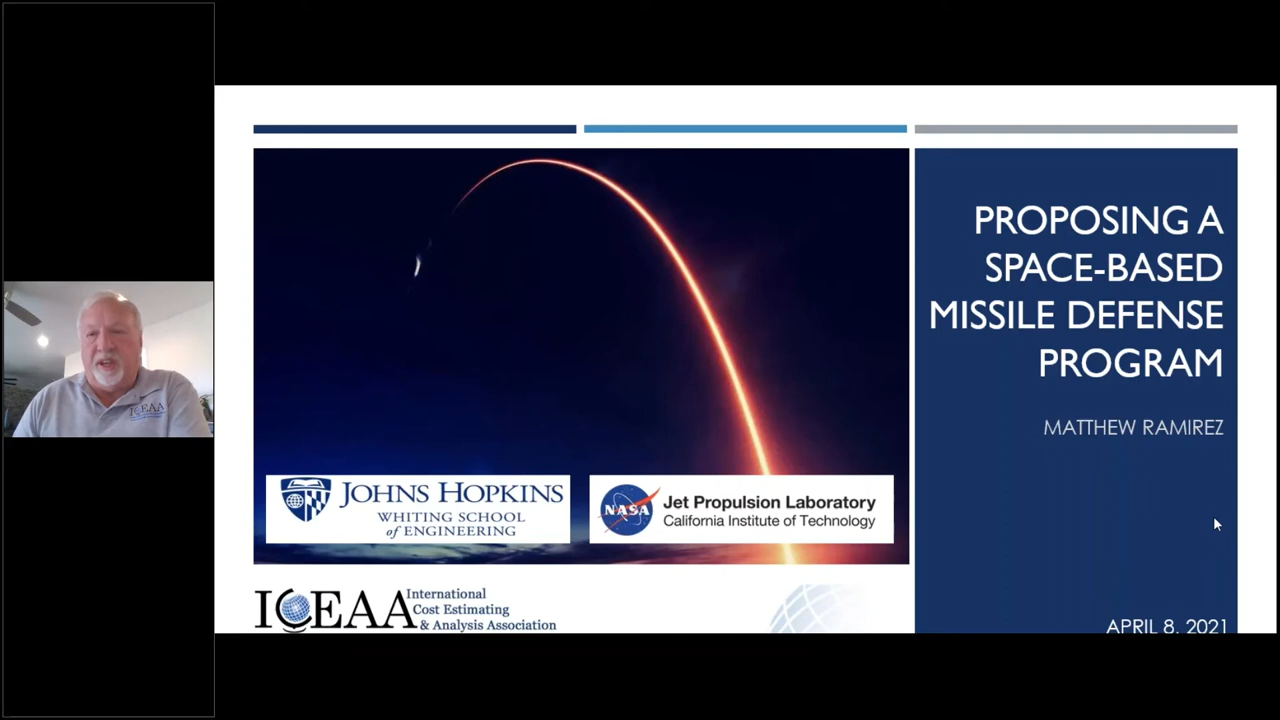 PROPOSING A
SPACE-BASED
MISSILE DEFENSE
PROGRAM
MATTHEW RAMIREZ
JOHNS HOPKINS
WHITING SCHOOL
of ENGINEERING
NASA
Jet Propulsion Laboratory
California Institute of Technology
ICEAA
International
Cost Estimating
& Analysis Association
APRIL 8, 2021
ICEAA